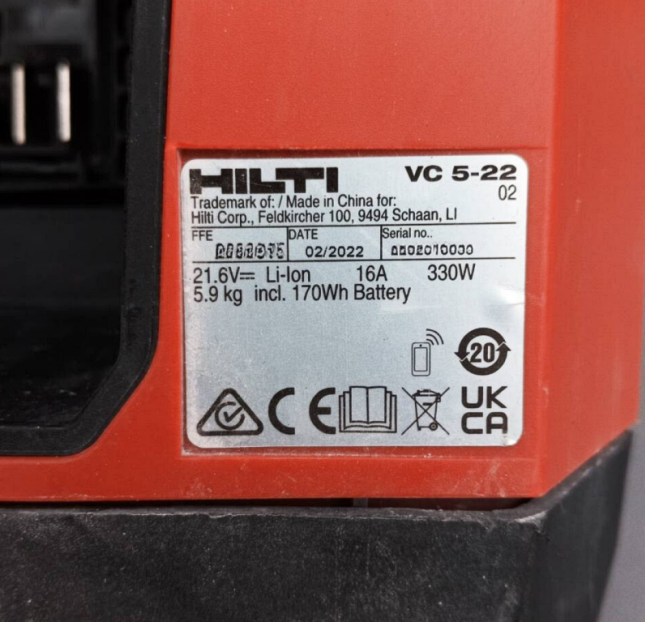 HILTI VC 5-22
02
Trademark of: / Made in China for:
Hilti Corp., Feldkircher 100, 9494 Schaan, LI
FFE DATE Serial no..
02/2022
21.6V⎓ Li-Ion 16A 330W
5.9 kg incl. 170Wh Battery
20
CE UK
CA